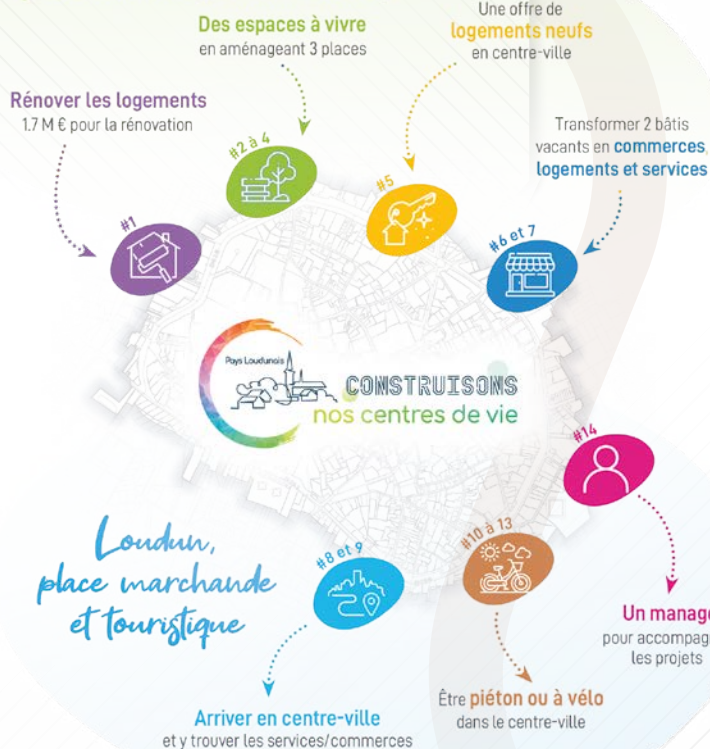 Des espaces à vivre
en aménageant 3 places
Une offre de
logements neufs
en centre-ville
Rénover les logements
1.7 M € pour la rénovation
Transformer 2 bâtis
vacants en commerces,
logements et services
#2 à 4
#5
#1
#6 et 7
Pays Loudunais
CONSTRUISONS
nos centres de vie
#14
Loudun,
place marchande
et touristique
#8 et 9
#10 à 13
Un manage
pour accompag
les projets
Être piéton ou à vélo
dans le centre-ville
Arriver en centre-ville
et y trouver les services/commerces